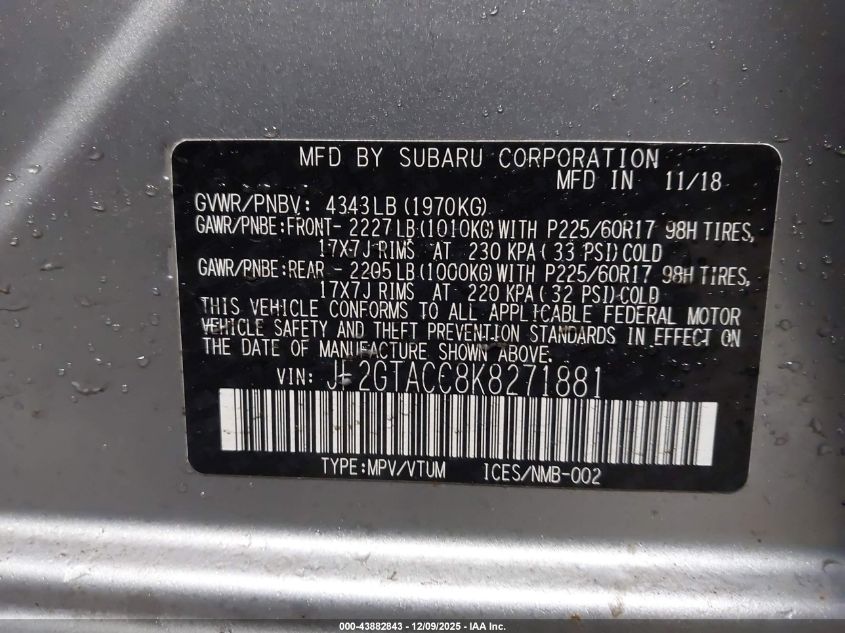 MFD BY SUBARU CORPORATION
MFD IN 11/18
GVWR/PNBV: 4343LB(1970KG)
GAWR/PNBE:FRONT- 2227LB(1010KG)WITH P225/60R17 98H TIRES,
17X7J RIMS AT 230 KPA( 33 PSI)COLD
GAWR/PNBE:REAR - 2205LB(1000KG)WITH P225/60R17 98H TIRES,
17X7J RIMS AT 220 KPA( 32 PSI)COLD
THIS VEHICLE CONFORMS TO ALL APPLICABLE FEDERAL MOTOR
VEHICLE SAFETY AND THEFT PREVENTION STANDARDS IN EFFECT ON
THE DATE OF MANUFACTURE SHOWN ABOVE.
VIN: JF2GTACC8K8271881
TYPE:MPV/VTUM ICES/NMB-002
000-43882843 - 12/09/2025 - IAA Inc.